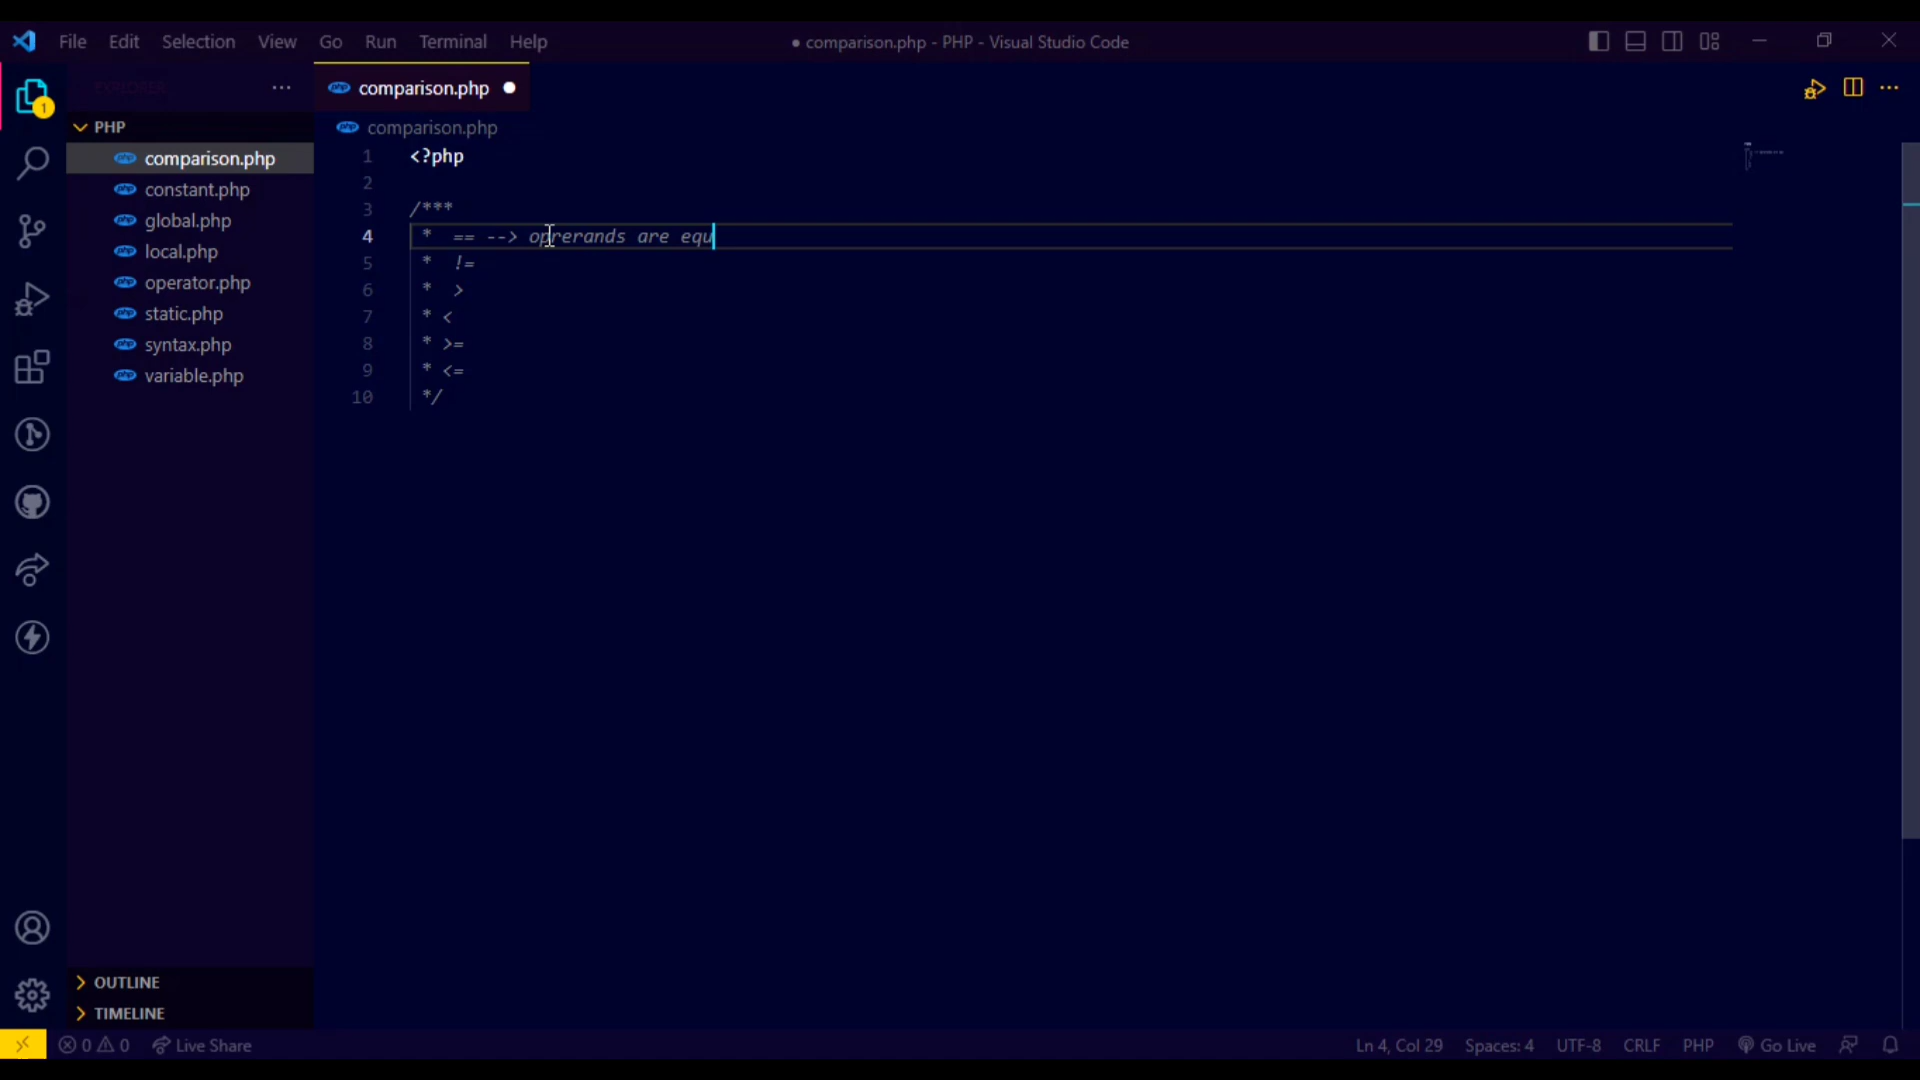 File Edit Selection View Go Run Terminal Help
● comparison.php - PHP - Visual Studio Code
EXPLORER ...
comparison.php ●
PHP
comparison.php
constant.php
global.php
local.php
operator.php
static.php
syntax.php
variable.php
OUTLINE
TIMELINE
comparison.php
1 <?php
2
3 /***
4 * == --> oprerands are equ
5 * !=
6 * >
7 * <
8 * >=
9 * <=
10 */
1
0 0 Live Share
Ln 4, Col 29 Spaces: 4 UTF-8 CRLF PHP Go Live